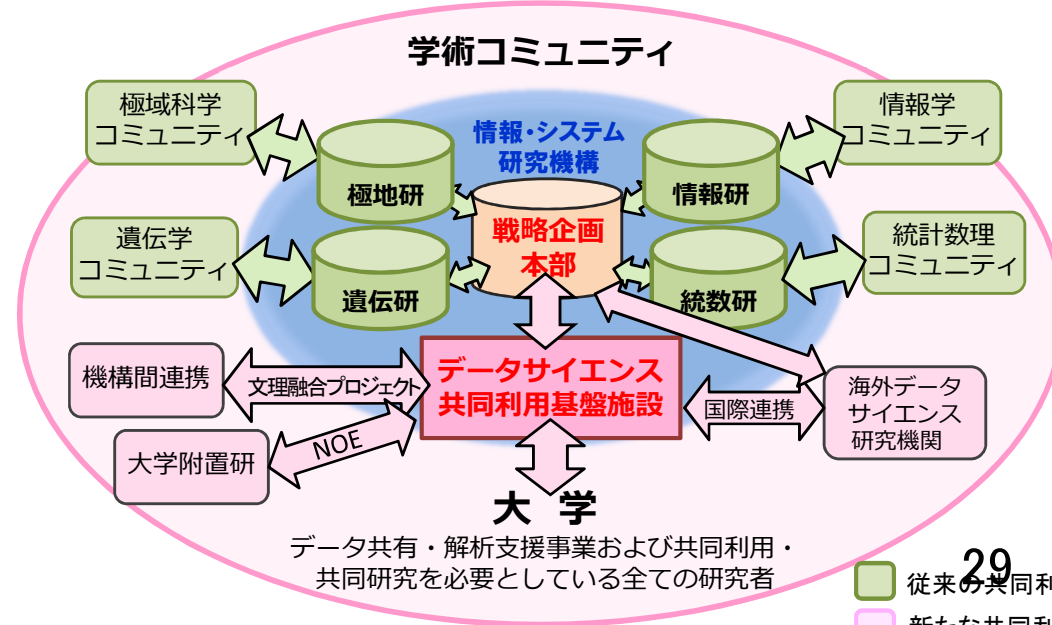 学術コミュニティ
極域科学
コミュニティ
情報学
コミュニティ
情報・システム
研究機構
極地研
情報研
戦略企画
本部
遺伝学
コミュニティ
統計数理
コミュニティ
遺伝研
統数研
機構間連携
文理融合プロジェクト
データサイエンス
共同利用基盤施設
国際連携
海外データ
サイエンス
研究機関
大学附置研
NOE
大 学
データ共有・解析支援事業および共同利用・
共同研究を必要としている全ての研究者
29
従来の共同利
新たな共同利